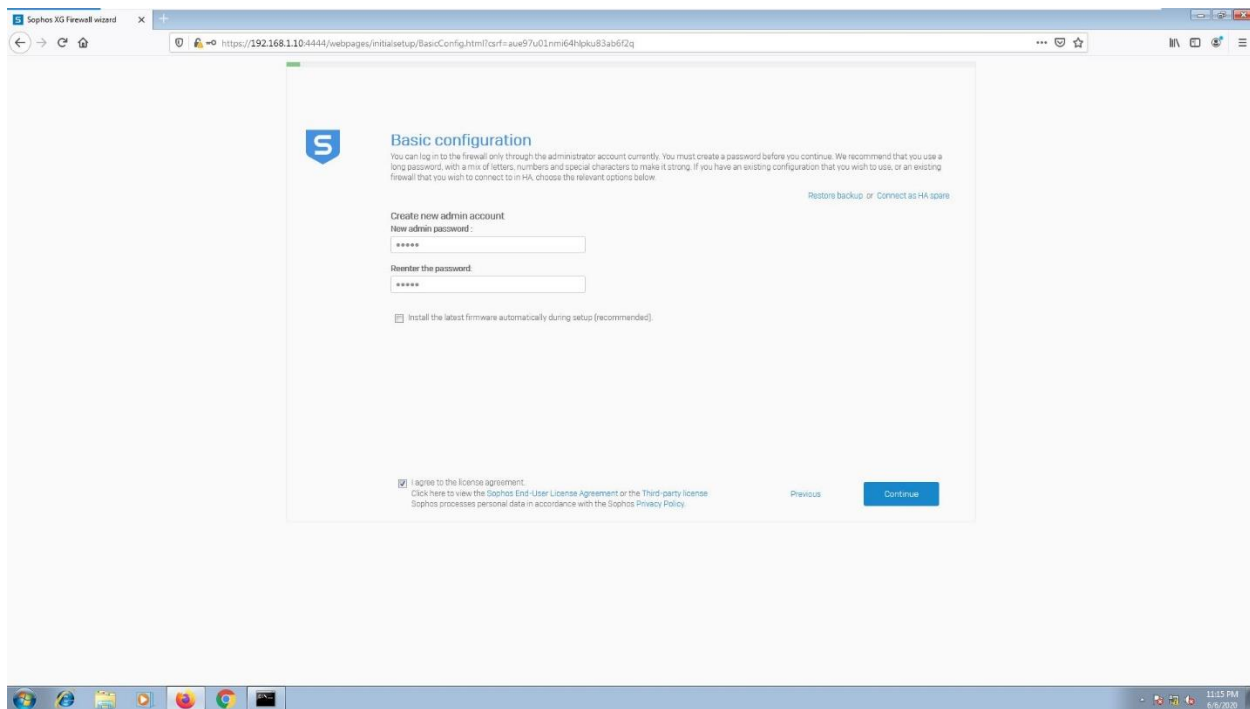 Sophos XG Firewall wizard
https://192.168.1.10:4444/webpages/initialsetup/BasicConfig.html?csrf=aue97u01nmi64hlpku83ab6f2q
S
Basic configuration
You can log in to the firewall only through the administrator account currently. You must create a password before you continue. We recommend that you use a
long password, with a mix of letters, numbers and special characters to make it strong. If you have an existing configuration that you wish to use, or an existing
firewall that you wish to connect to in HA, choose the relevant options below.
Restore backup or Connect as HA spare
Create new admin account
New admin password :
Reenter the password:
Install the latest firmware automatically during setup (recommended).
I agree to the license agreement.
Click here to view the Sophos End-User License Agreement or the Third-party license
Sophos processes personal data in accordance with the Sophos Privacy Policy.
Previous
Continue
11:15 PM
6/6/2020